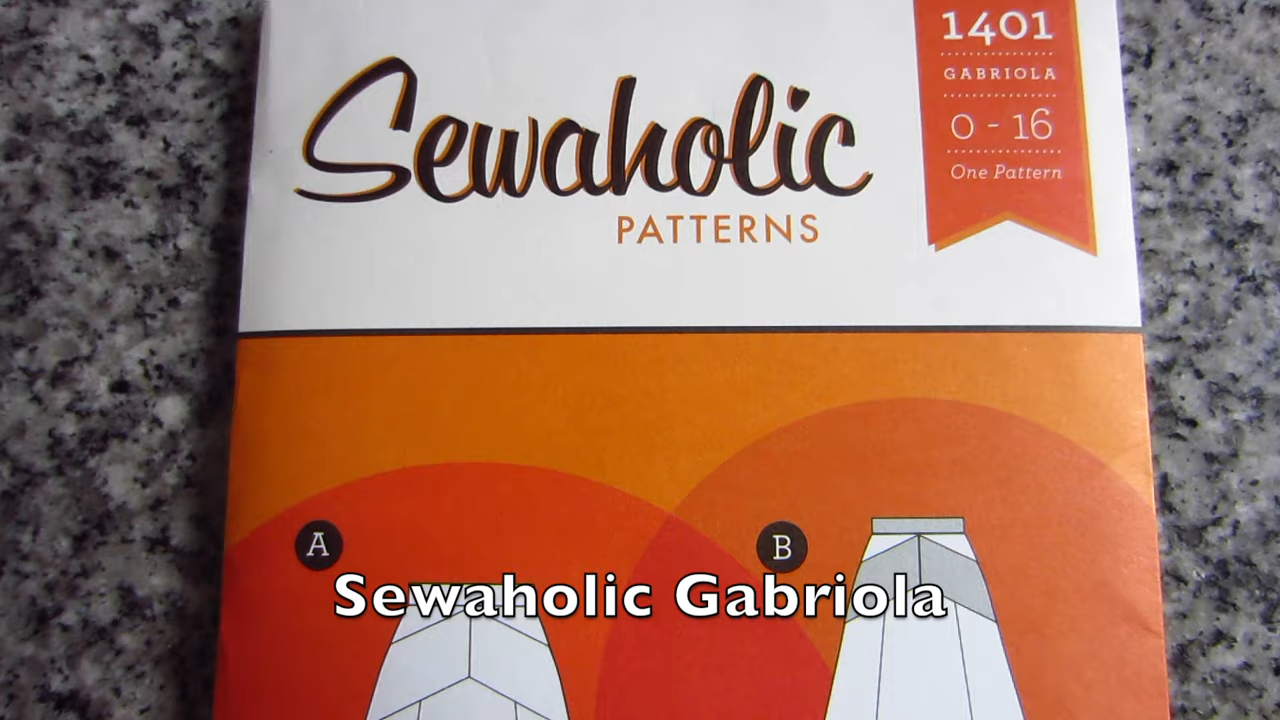 1401
GABRIOLA
0 - 16
One Pattern
Sewaholic
PATTERNS
A
B
Sewaholic Gabriola